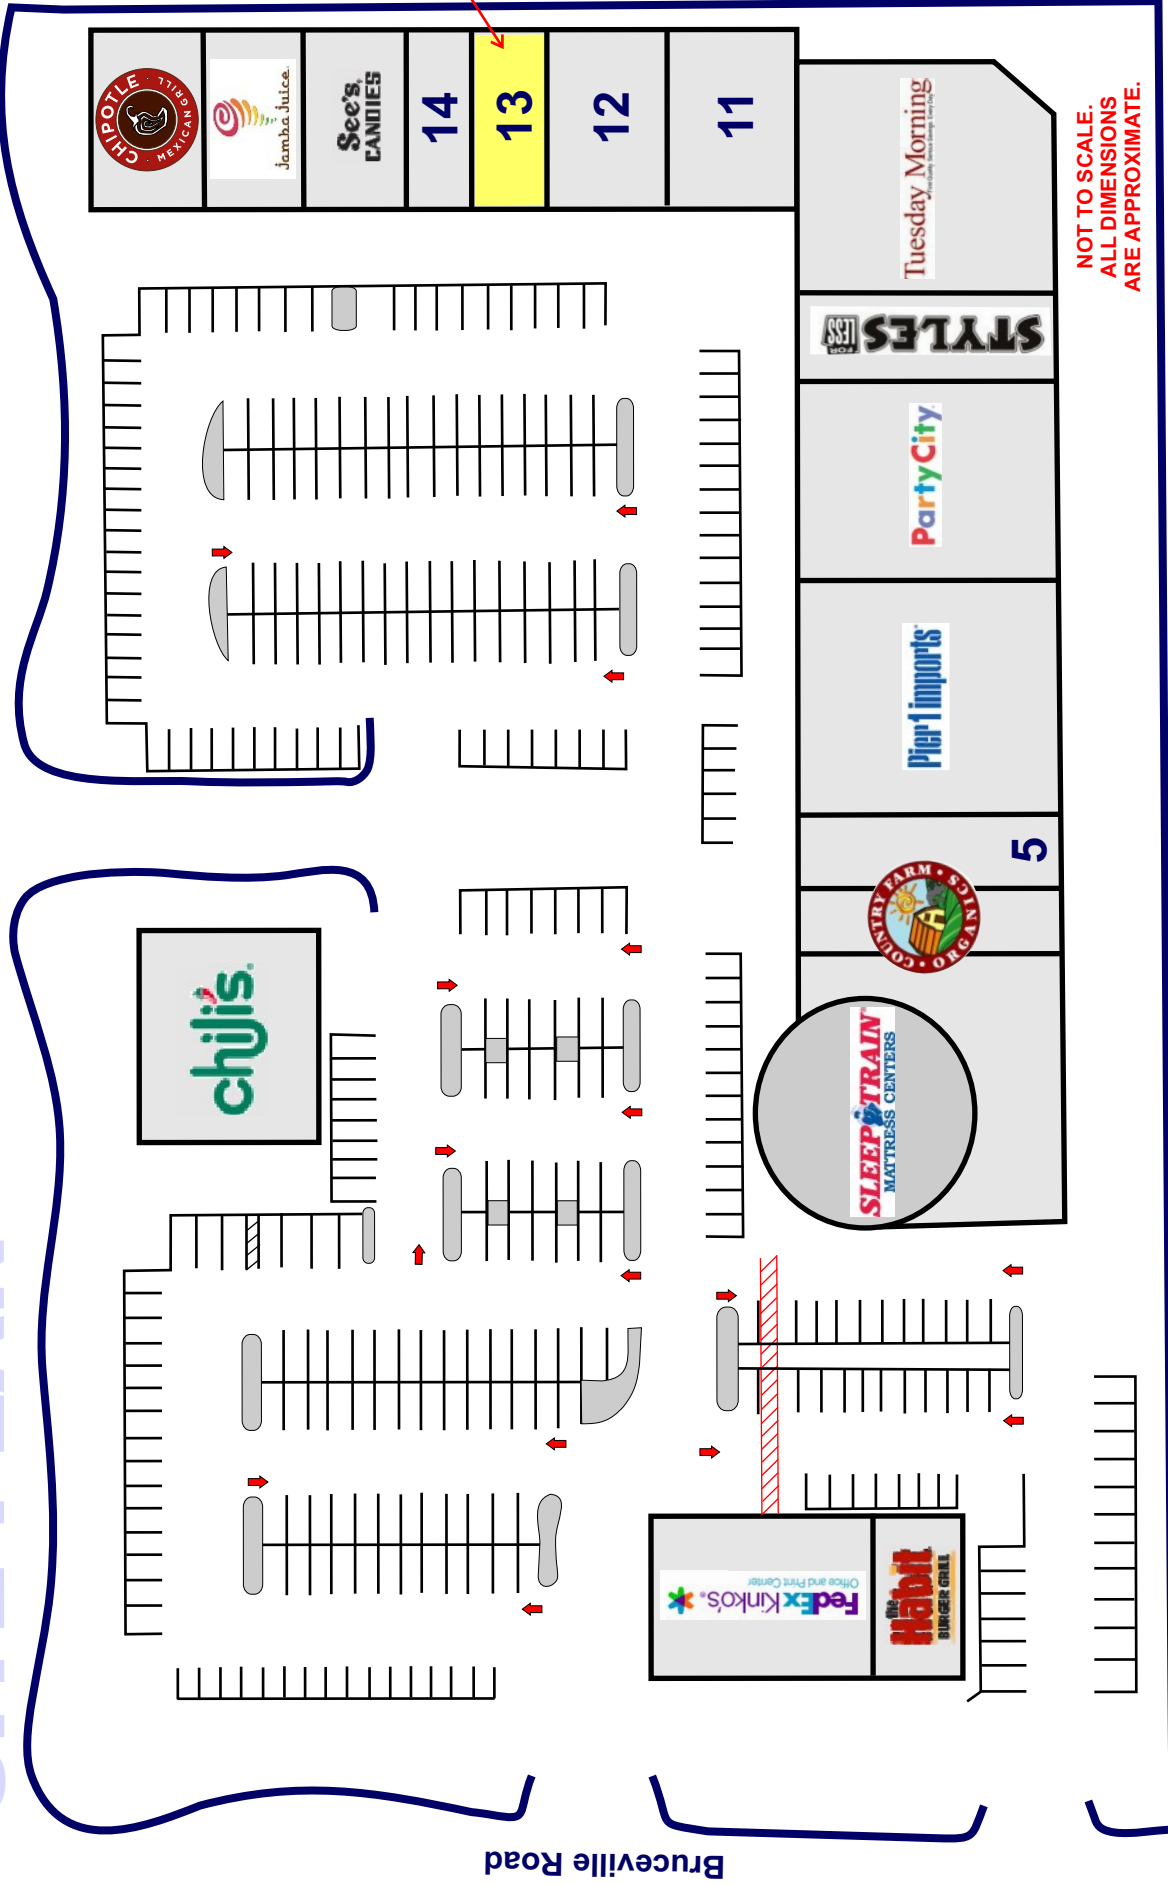 CHIPOTLE
MEXICAN GRILL
jamba juice
See's
CANDIES
14
13
12
11
Tuesday Morning
STYLES
FOR
LESS
PartyCity
Pier 1 imports
5
COUNTRY FARM
ORGANICS
SLEEP TRAIN
MATTRESS CENTERS
chili's
FedEx Kinko's
Office and Print Center
the
Habit
BURGER GRILL
NOT TO SCALE.
ALL DIMENSIONS
ARE APPROXIMATE.
Bruceville Road